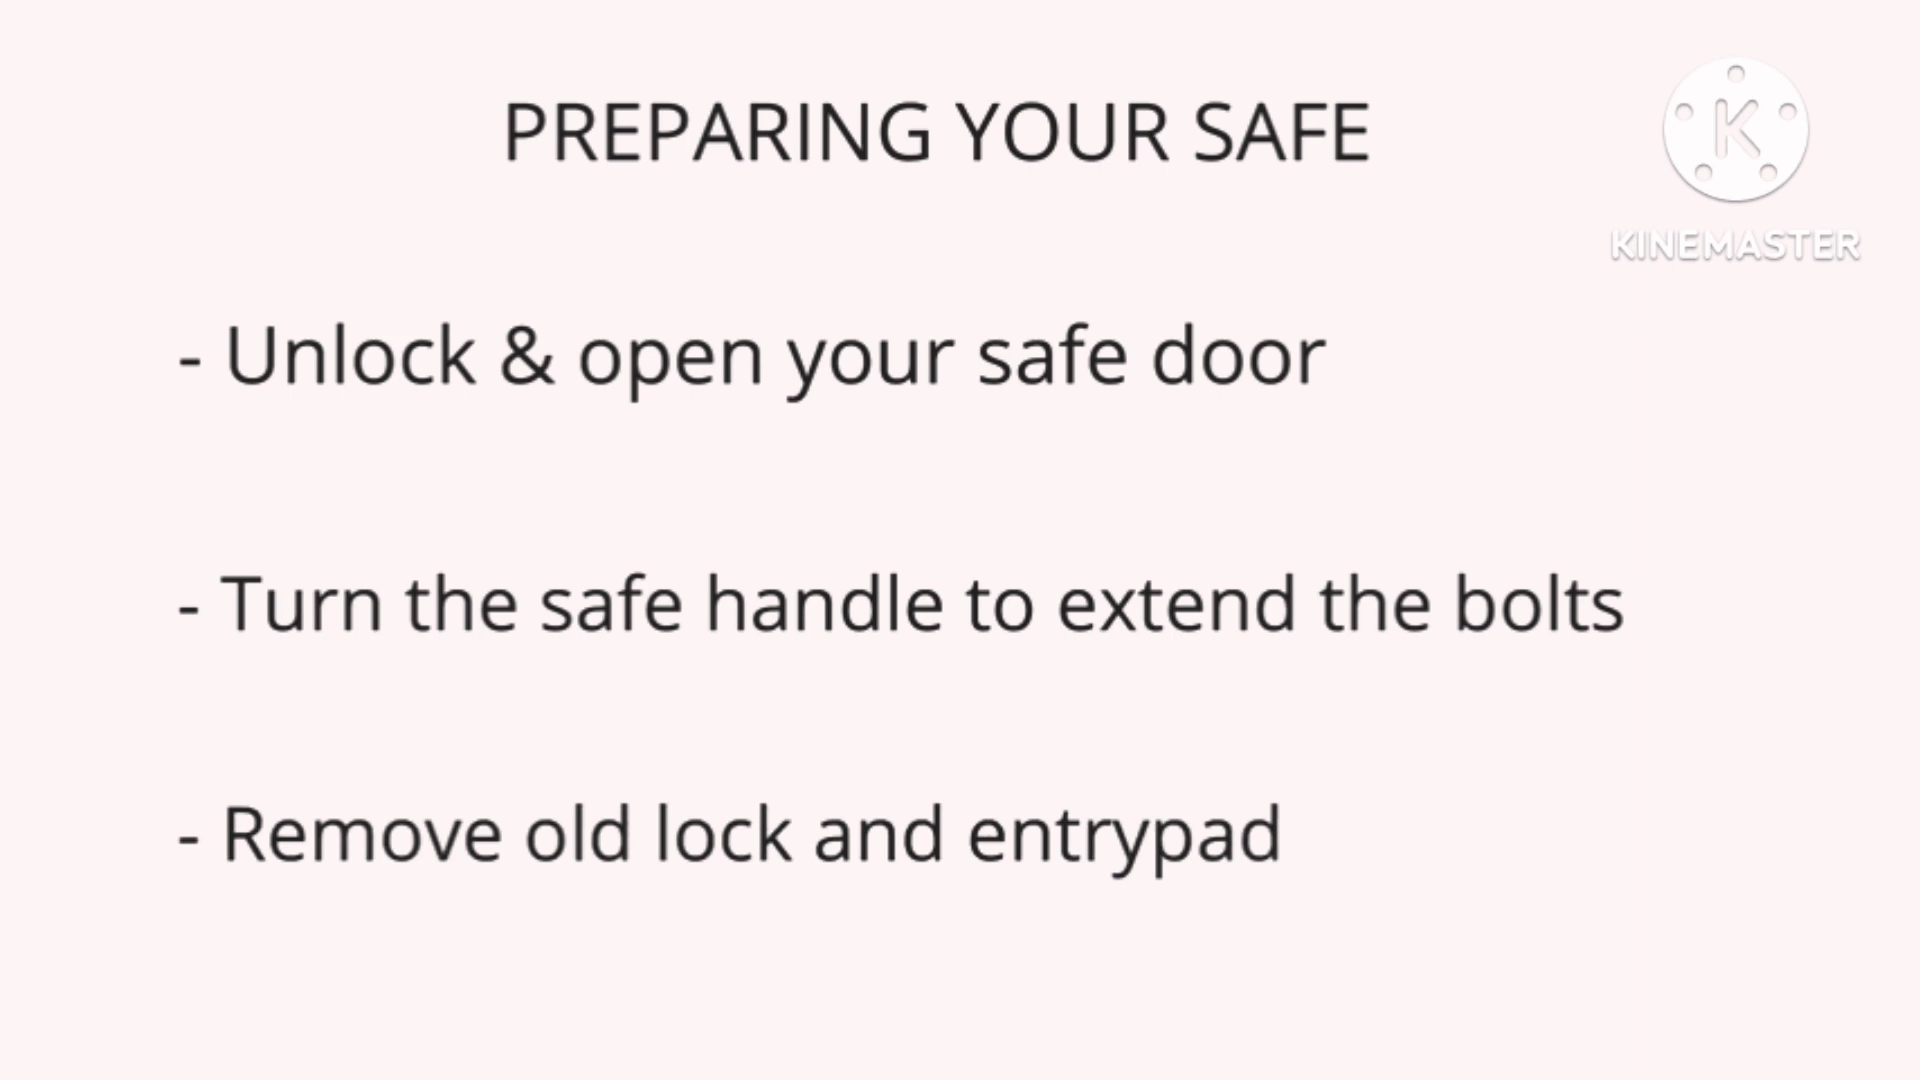 PREPARING YOUR SAFE
K
KINEMASTER
- Unlock & open your safe door
- Turn the safe handle to extend the bolts
- Remove old lock and entrypad